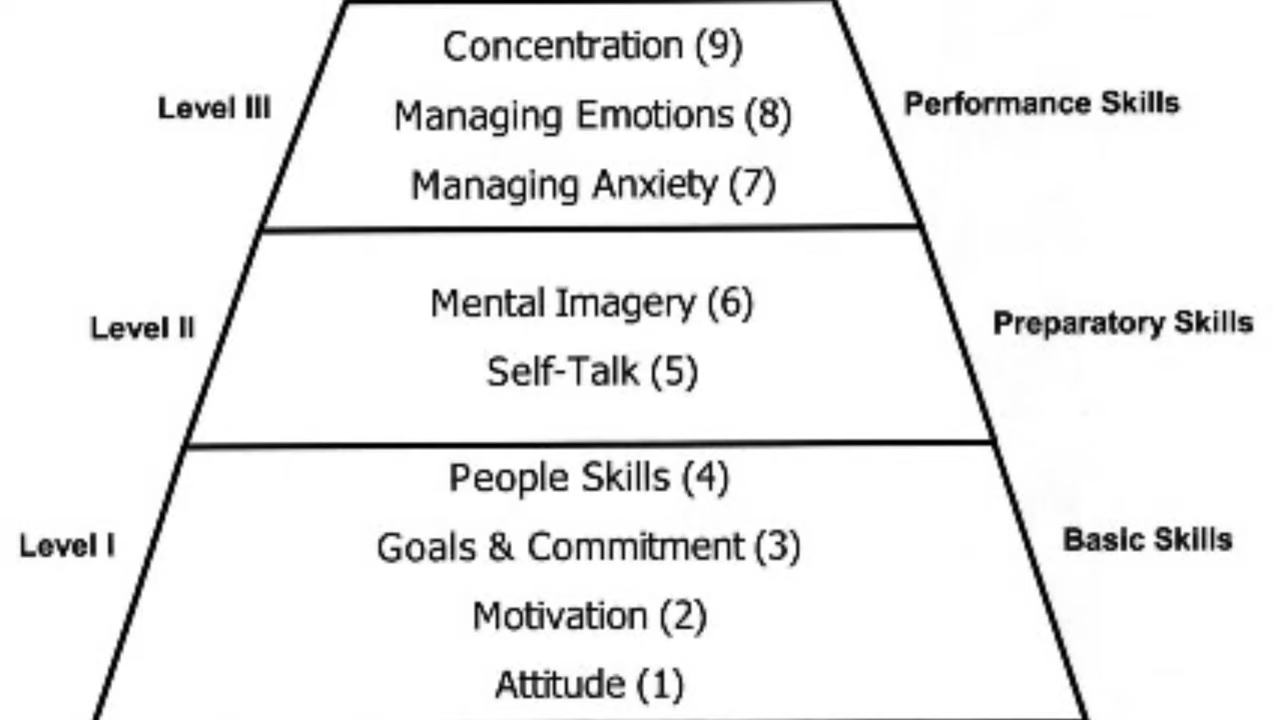 Concentration (9)
Level III
Managing Emotions (8)
Performance Skills
Managing Anxiety (7)
Mental Imagery (6)
Level II
Preparatory Skills
Self-Talk (5)
People Skills (4)
Level I
Goals & Commitment (3)
Basic Skills
Motivation (2)
Attitude (1)